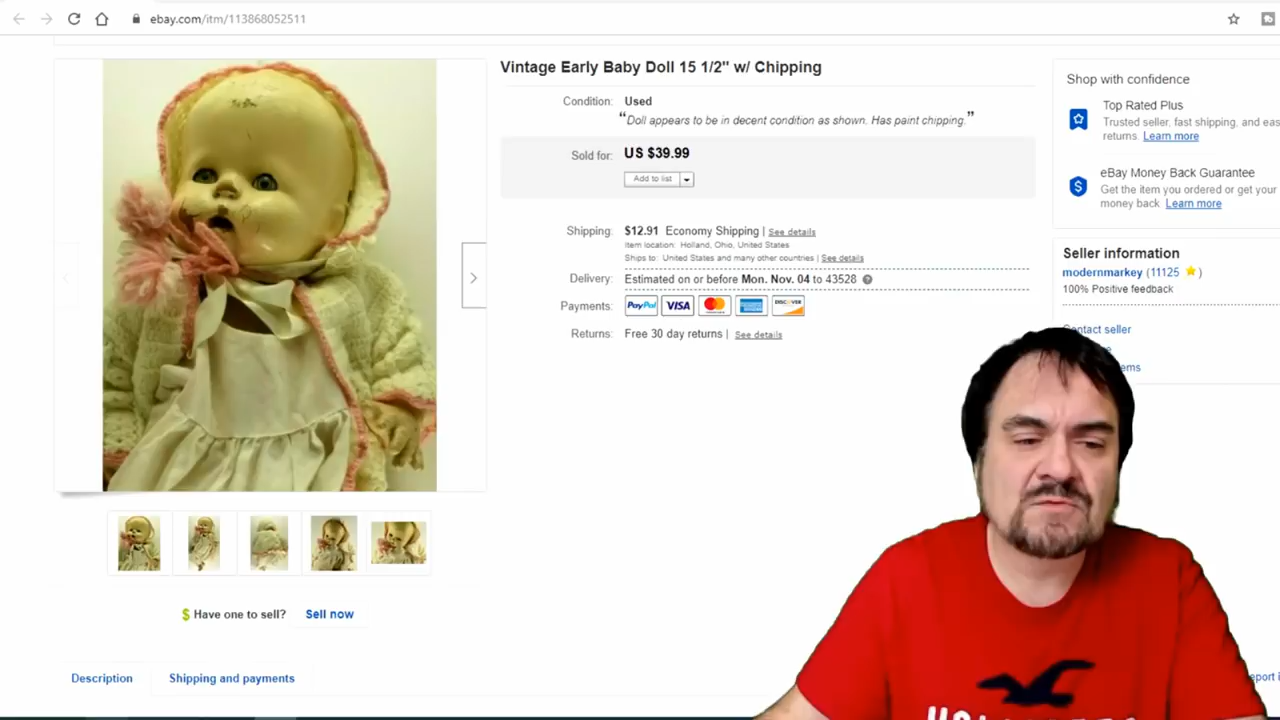 ebay.com/itm/113868052511
Vintage Early Baby Doll 15 1/2" w/ Chipping
Condition: Used
“Doll appears to be in decent condition as shown. Has paint chipping.”
Sold for: US $39.99
Add to list
Shipping: $12.91 Economy Shipping | See details
Item location: Holland, Ohio, United States
Ships to: United States and many other countries | See details
Delivery: Estimated on or before Mon. Nov. 04 to 43528
Payments: PayPal VISA MasterCard AMERICAN EXPRESS DISCOVER
Returns: Free 30 day returns | See details
Have one to sell? Sell now
Description
Shipping and payments
Shop with confidence
Top Rated Plus
Trusted seller, fast shipping, and
returns. Learn more
eBay Money Back Guarantee
Get the item you ordered or get your
money back Learn more
Seller information
modernmarkey (11125 )
100% Positive feedback
Contact seller